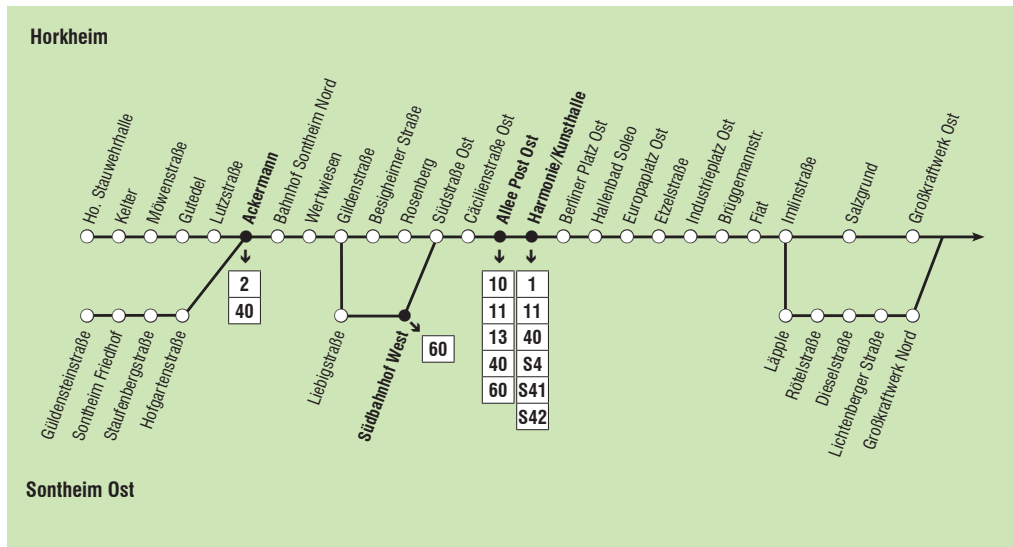 Horkheim
Ho. Stauwehrhalle
Kelter
Möwenstraße
Gutedel
Lutzstraße
Ackermann
Bahnhof Sontheim Nord
Wertwiesen
Gildenstraße
Besigheimer Straße
Rosenberg
Südstraße Ost
Cäcilienstraße Ost
Allee Post Ost
Harmonie/Kunsthalle
Berliner Platz Ost
Hallenbad Soleo
Europaplatz Ost
Etzelstraße
Industrieplatz Ost
Brüggemannstr.
Fiat
Imlinstraße
Salzgrund
Großkraftwerk Ost
2
40
60
10
11
13
40
60
1
11
40
S4
S41
S42
Güldensteinstraße
Sontheim Friedhof
Staufenbergstraße
Hofgartenstraße
Liebigstraße
Südbahnhof West
Läpple
Rötelstraße
Dieselstraße
Lichtenberger Straße
Großkraftwerk Nord
Sontheim Ost